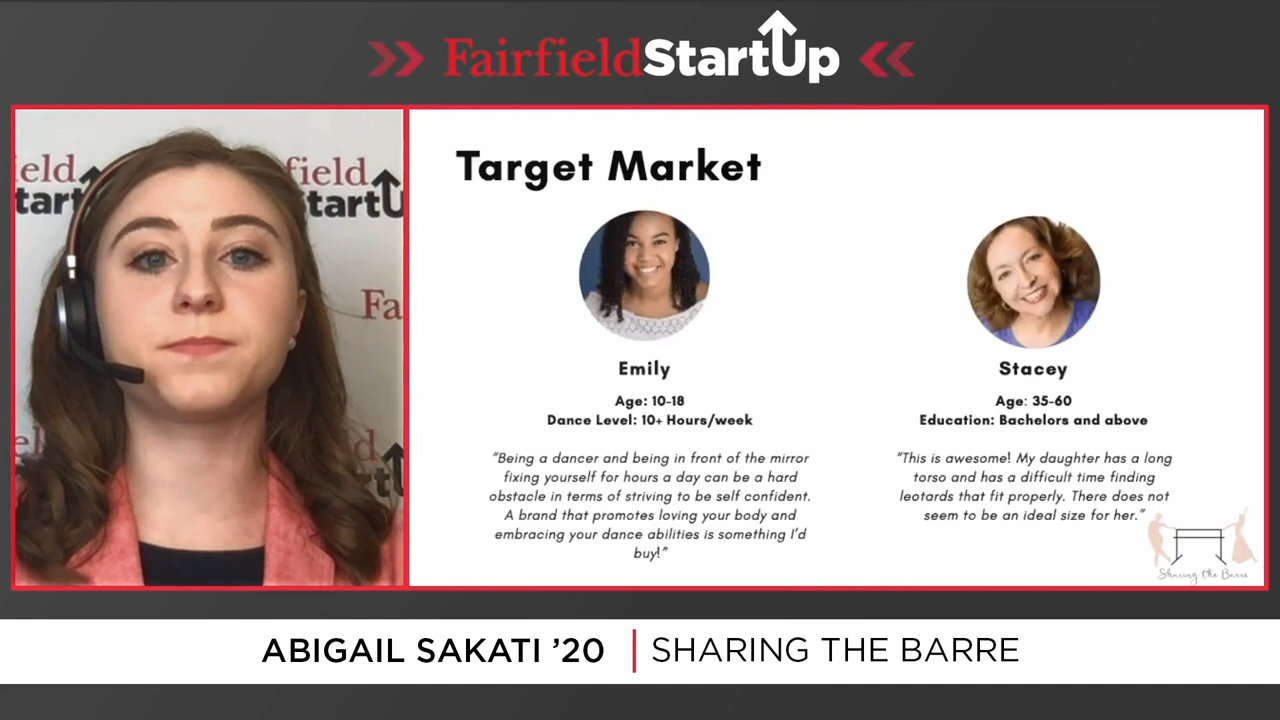 FairfieldStartUp
ield
tart
field
StartU
Fa
Target Market
Emily
Age: 10-18
Dance Level: 10+ Hours/week
"Being a dancer and being in front of the mirror
fixing yourself for hours a day can be a hard
obstacle in terms of striving to be self confident.
A brand that promotes loving your body and
embracing your dance abilities is something I'd
buy!"
Stacey
Age: 35-60
Education: Bachelors and above
"This is awesome! My daughter has a long
torso and has a difficult time finding
leotards that fit properly. There does not
seem to be an ideal size for her."
Sharing the Barre
ABIGAIL SAKATI '20 | SHARING THE BARRE